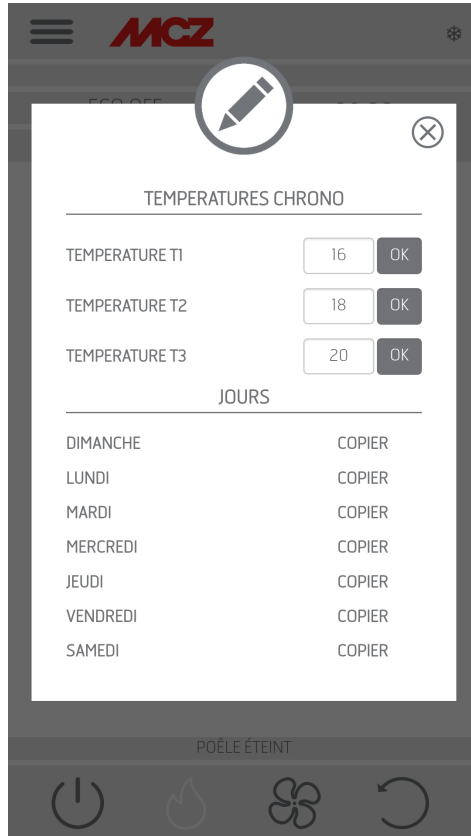 MCZ
TEMPERATURES CHRONO
TEMPERATURE T1 16 OK
TEMPERATURE T2 18 OK
TEMPERATURE T3 20 OK
JOURS
DIMANCHE COPIER
LUNDI COPIER
MARDI COPIER
MERCREDI COPIER
JEUDI COPIER
VENDREDI COPIER
SAMEDI COPIER
POÊLE ÉTEINT